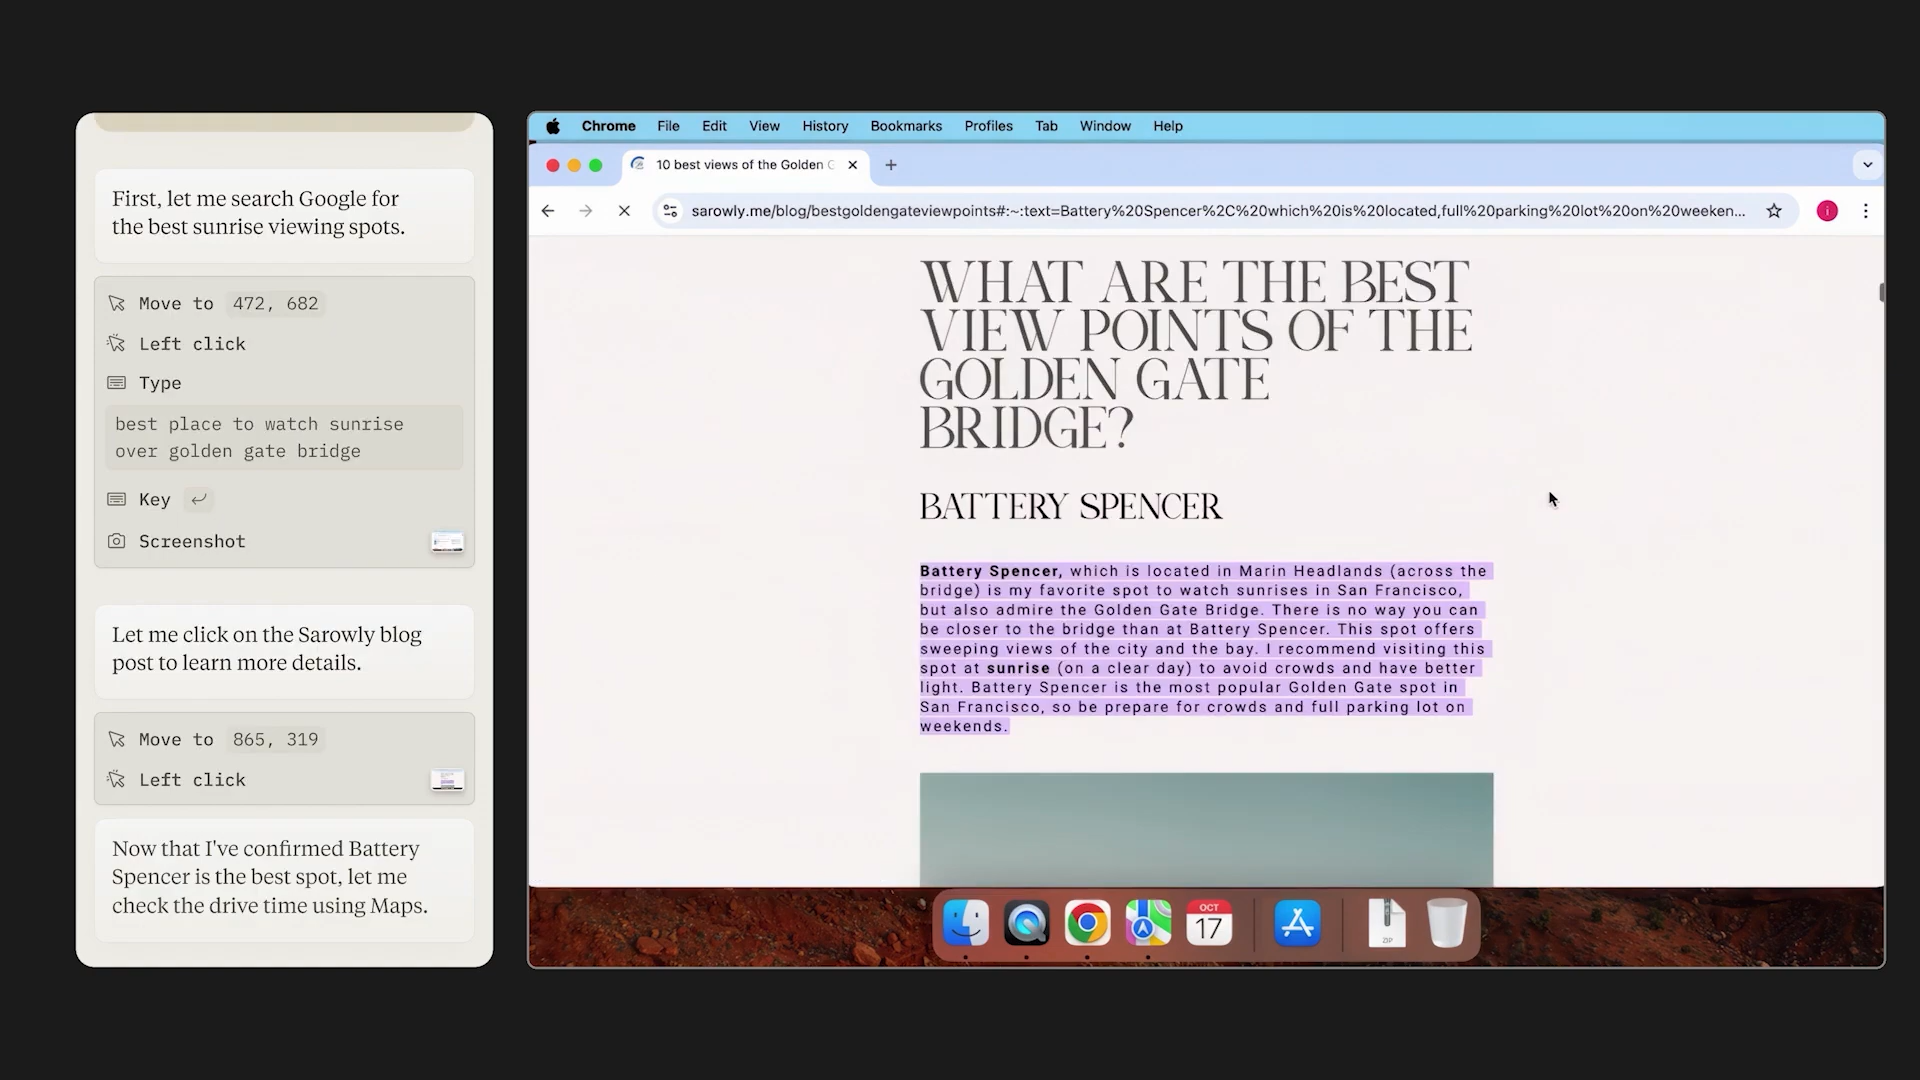 First, let me search Google for
the best sunrise viewing spots.
Move to 472, 682
Left click
Type
best place to watch sunrise
over golden gate bridge
Key
Screenshot
Let me click on the Sarowly blog
post to learn more details.
Move to 865, 319
Left click
Now that I've confirmed Battery
Spencer is the best spot, let me
check the drive time using Maps.
Chrome File Edit View History Bookmarks Profiles Tab Window Help
10 best views of the Golden G
sarowly.me/blog/bestgoldengateviewpoints#:~:text=Battery%20Spencer%2C%20which%20is%20located,full%20parking%20lot%20on%20weeken...
i
WHAT ARE THE BEST
VIEW POINTS OF THE
GOLDEN GATE
BRIDGE?
BATTERY SPENCER
Battery Spencer, which is located in Marin Headlands (across the
bridge) is my favorite spot to watch sunrises in San Francisco,
but also admire the Golden Gate Bridge. There is no way you can
be closer to the bridge than at Battery Spencer. This spot offers
sweeping views of the city and the bay. I recommend visiting this
spot at sunrise (on a clear day) to avoid crowds and have better
light. Battery Spencer is the most popular Golden Gate spot in
San Francisco, so be prepare for crowds and full parking lot on
weekends.
OCT
17
ZIP